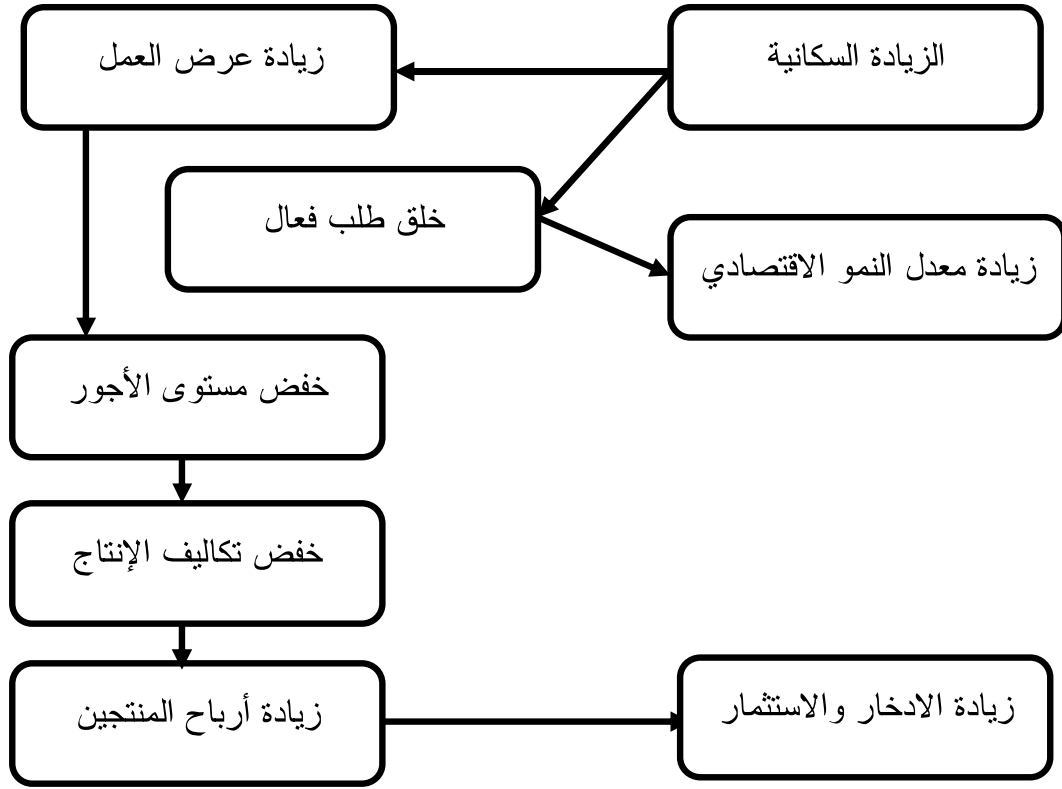 الزيادة السكانية
زيادة عرض العمل
خلق طلب فعال
زيادة معدل النمو الاقتصادي
خفض مستوى الأجور
خفض تكاليف الإنتاج
زيادة أرباح المنتجين
زيادة الادخار والاستثمار